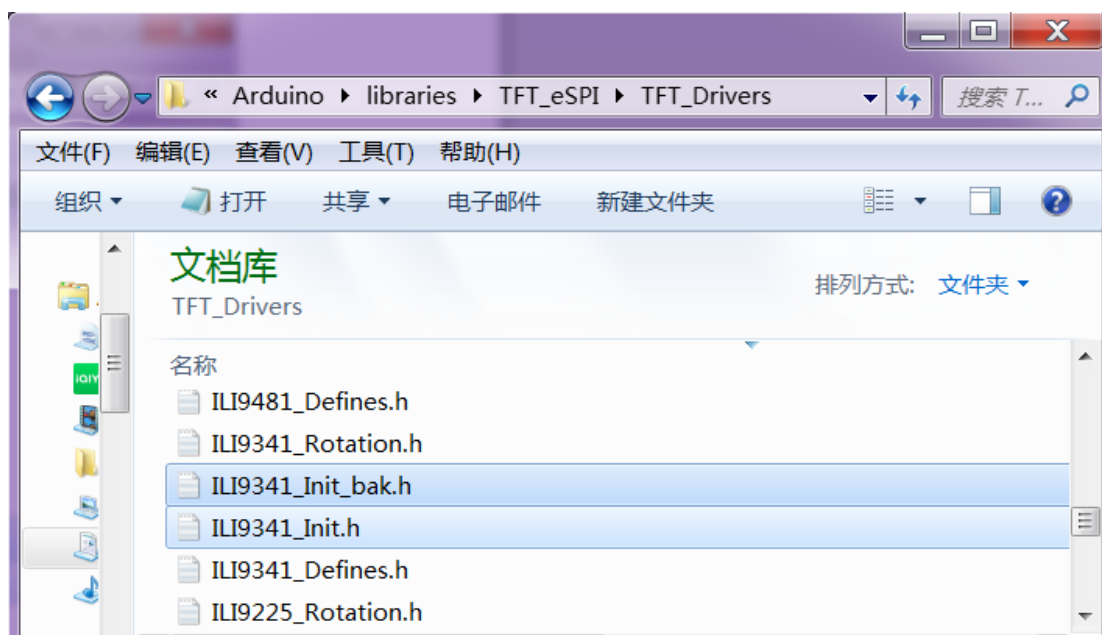 « Arduino ▸ libraries ▸ TFT_eSPI ▸ TFT_Drivers
搜索 T...
文件(F) 编辑(E) 查看(V) 工具(T) 帮助(H)
组织 打开 共享 电子邮件 新建文件夹
文档库
TFT_Drivers
排列方式: 文件夹
名称
ILI9481_Defines.h
ILI9341_Rotation.h
ILI9341_Init_bak.h
ILI9341_Init.h
ILI9341_Defines.h
ILI9225_Rotation.h